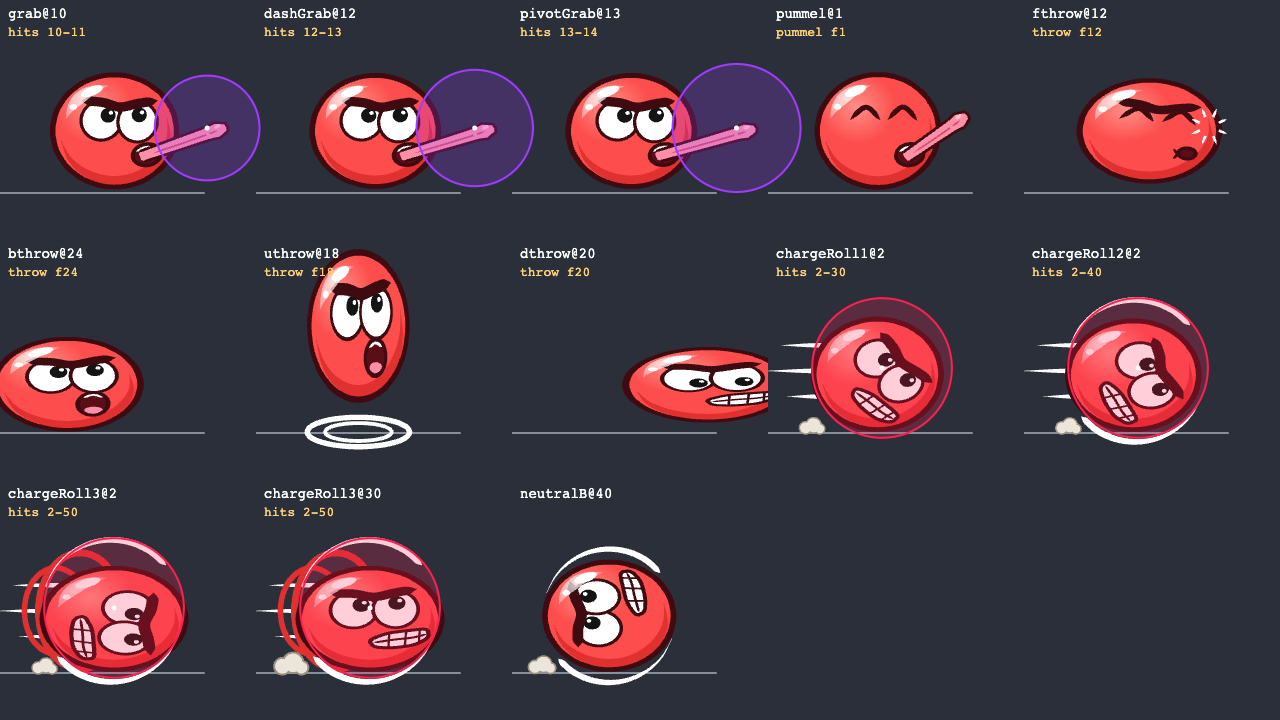 grab@10
hits 10-11
dashGrab@12
hits 12-13
pivotGrab@13
hits 13-14
pummel@1
pummel f1
fthrow@12
throw f12
bthrow@24
throw f24
uthrow@18
throw f18
dthrow@20
throw f20
chargeRoll1@2
hits 2-30
chargeRoll2@2
hits 2-40
chargeRoll3@2
hits 2-50
chargeRoll3@30
hits 2-50
neutralB@40